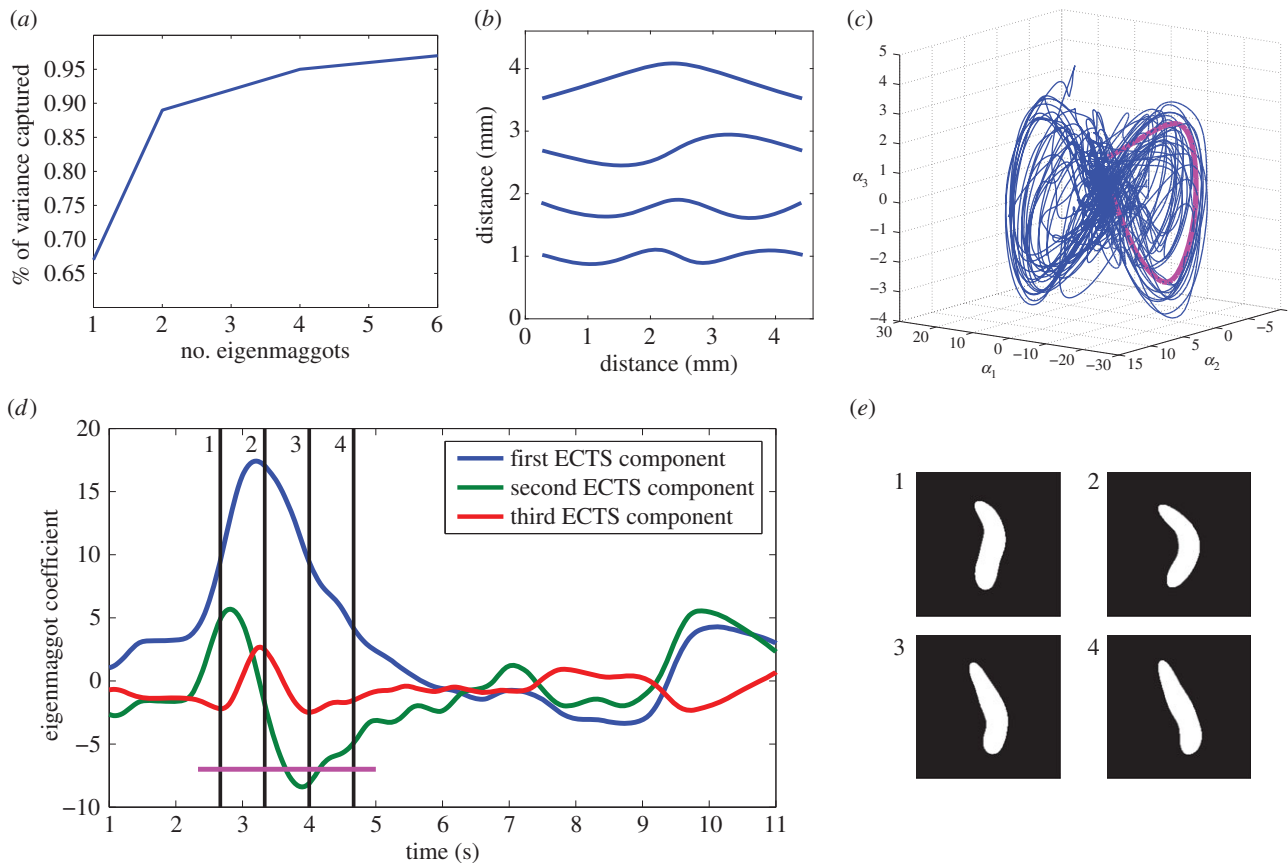 (a)
% of variance captured
0.95
0.90
0.85
0.80
0.75
0.70
0.65
1 2 3 4 5 6
no. eigenmaggots
(b)
distance (mm)
4
3
2
1
0
0 1 2 3 4
distance (mm)
(c)
α3
5
4
3
2
1
0
−1
−2
−3
−4
30 20 10 0 −10 −20 −30
α1
15 10 5 0 −5
α2
(d)
eigenmaggot coefficient
20
15
10
5
0
−5
−10
1 2 3 4
first ECTS component
second ECTS component
third ECTS component
1 2 3 4 5 6 7 8 9 10 11
time (s)
(e)
1 2
3 4